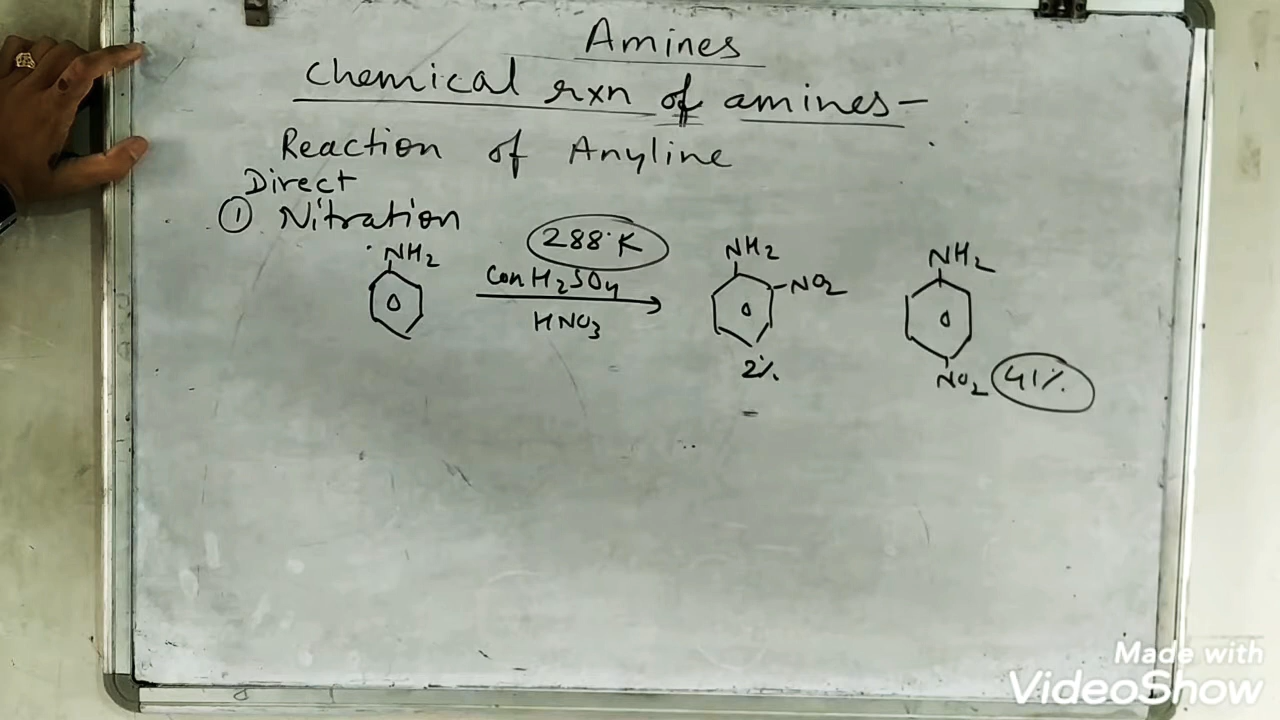 Amines
Chemical rxn of amines-
Reaction of Anyline
Direct
① Nitration
NH2
288°K
Con H2SO4
HNO3
NH2
NO2
2%
NH2
NO2 41%
Made with
VideoShow